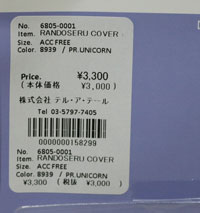 No. 6805-0001
Item. RANDOSERU COVER
Size. ACC FREE
Color. 8939 / PR.UNICORN
Price. ¥3,300
(本体価格 ¥3,000)
株式会社 テル・ア・テール
Tel 03-5797-7405
0000000158299
No. 6805-0001
Item. RANDOSERU COVER
Size. ACC FREE
Color. 8939 / PR.UNICORN
¥3,300 (税抜 ¥3,000)